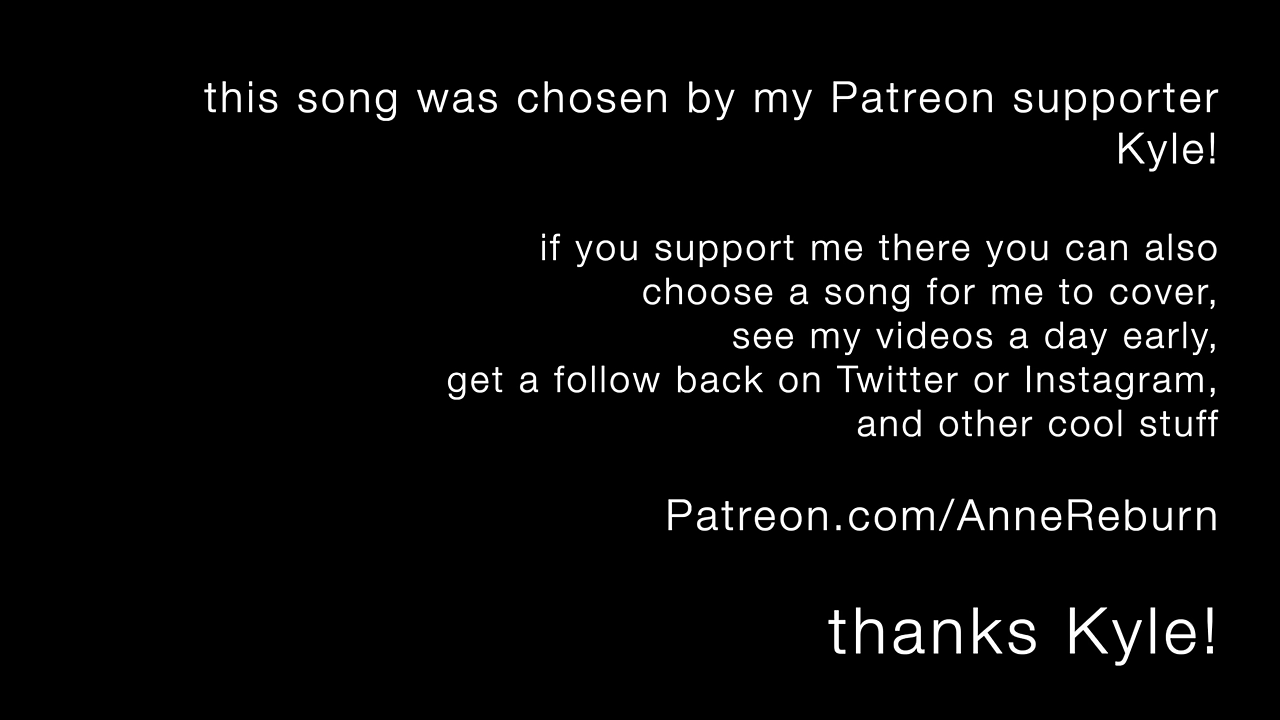 this song was chosen by my Patreon supporter
Kyle!
if you support me there you can also
choose a song for me to cover,
see my videos a day early,
get a follow back on Twitter or Instagram,
and other cool stuff
Patreon.com/AnneReburn
thanks Kyle!